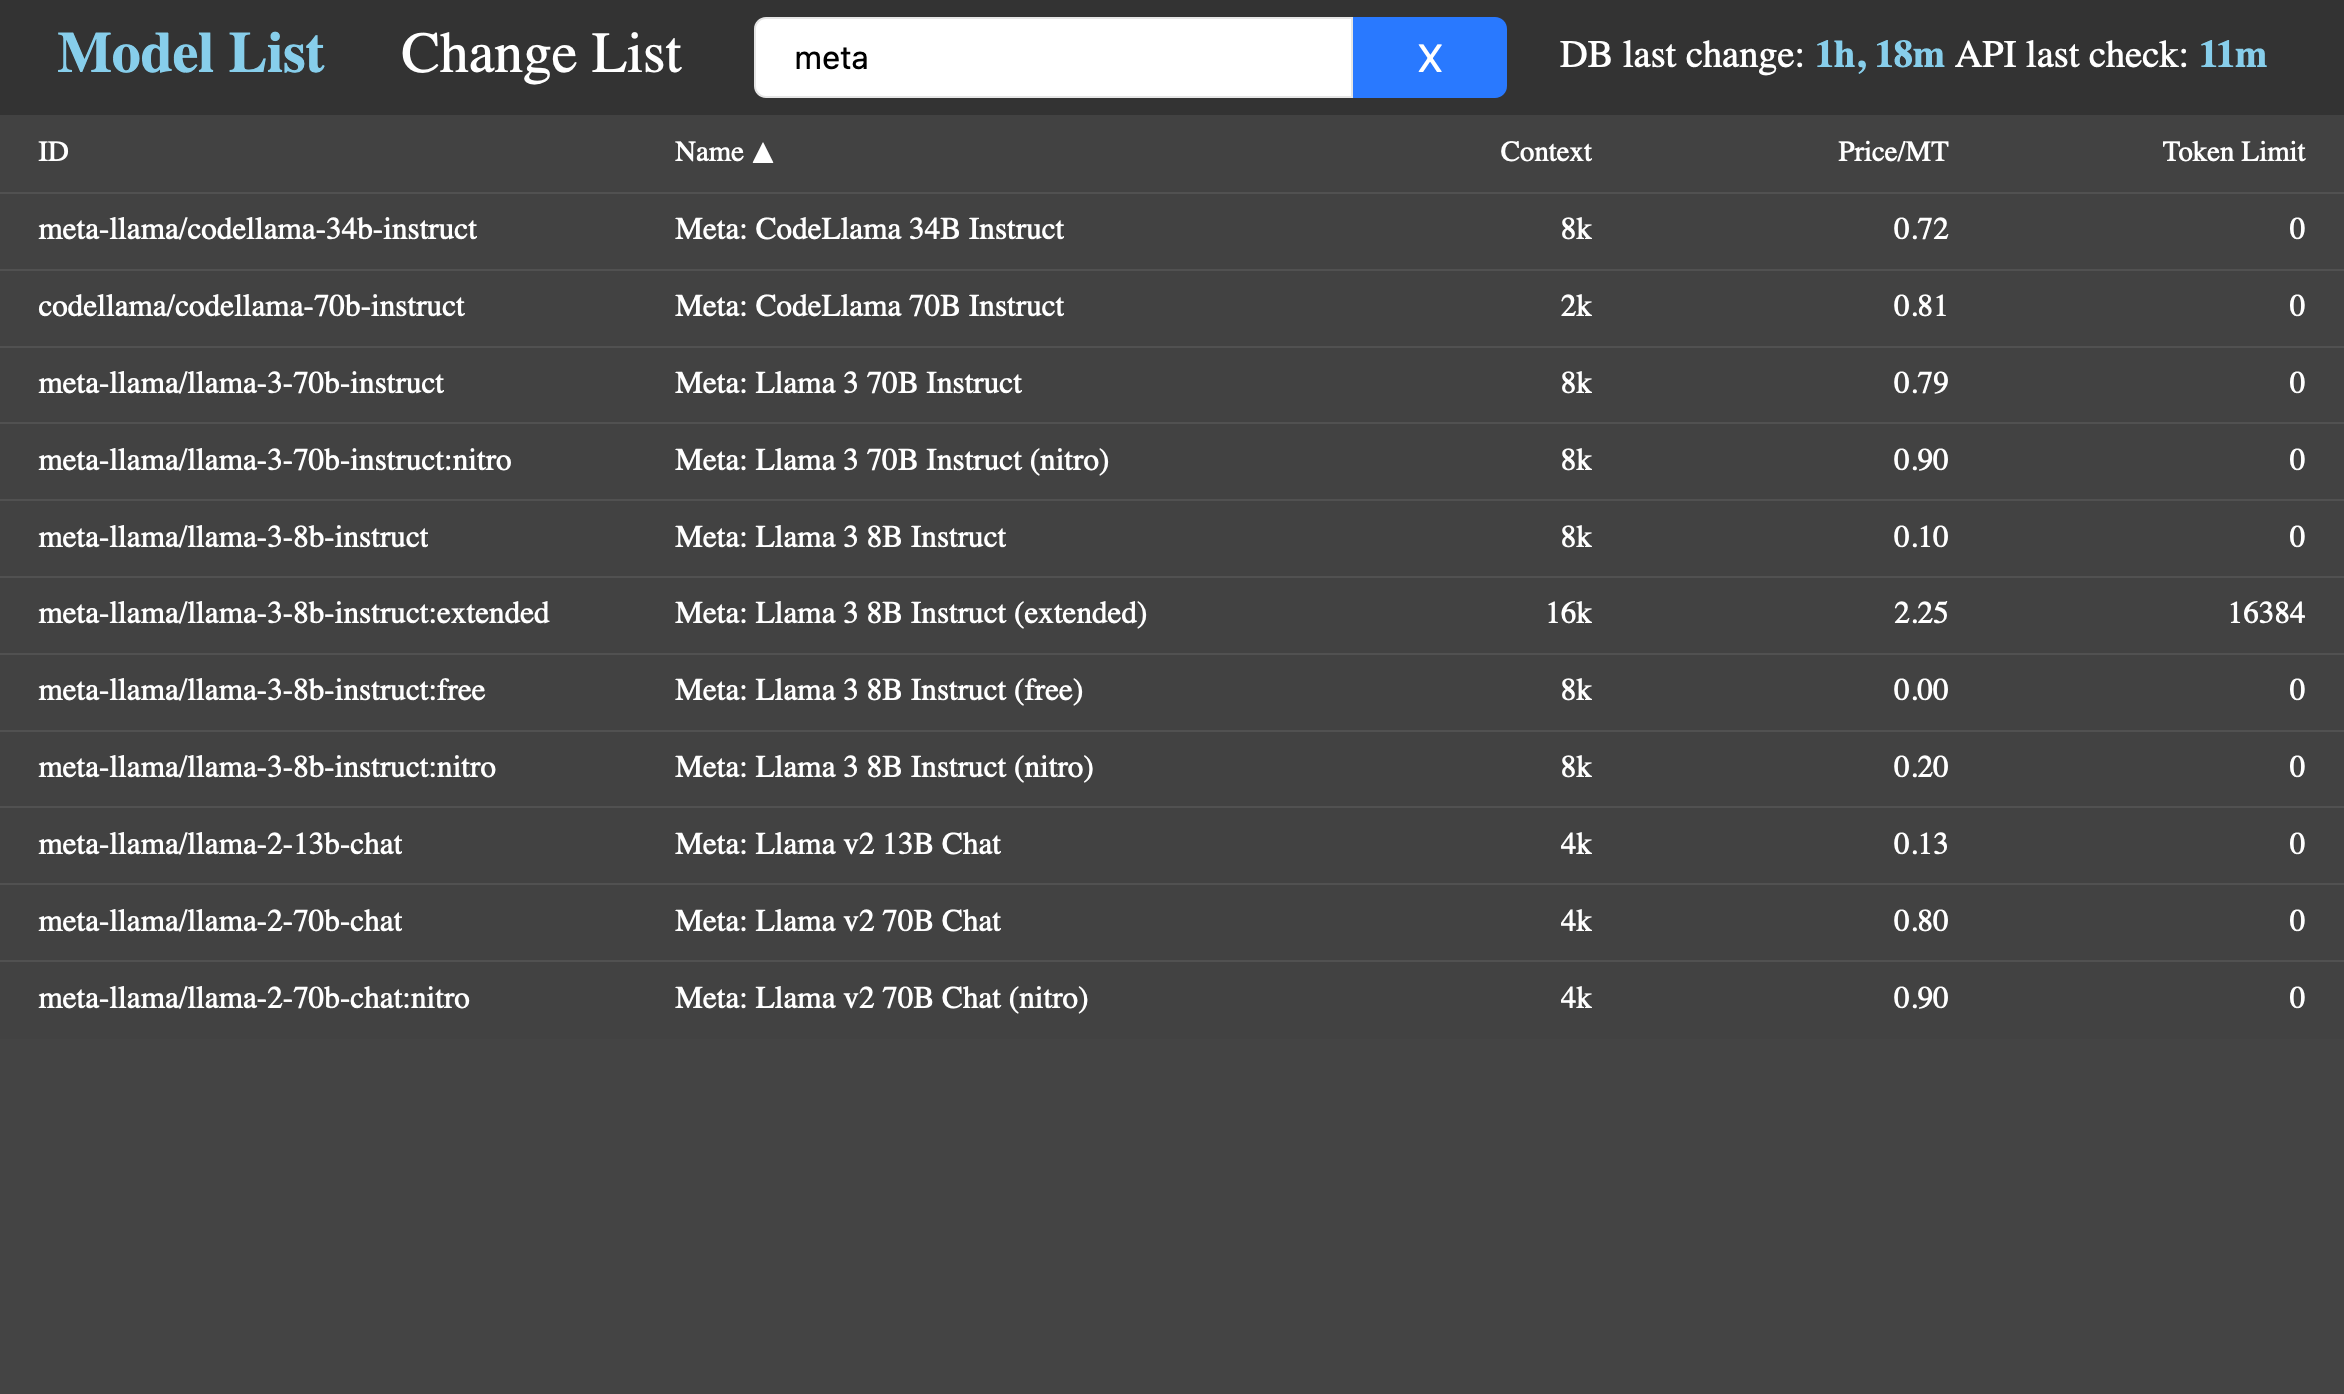 Model List Change List meta X DB last change: 1h, 18m API last check: 11m
ID Name ▲ Context Price/MT Token Limit
meta-llama/codellama-34b-instruct Meta: CodeLlama 34B Instruct 8k 0.72 0
codellama/codellama-70b-instruct Meta: CodeLlama 70B Instruct 2k 0.81 0
meta-llama/llama-3-70b-instruct Meta: Llama 3 70B Instruct 8k 0.79 0
meta-llama/llama-3-70b-instruct:nitro Meta: Llama 3 70B Instruct (nitro) 8k 0.90 0
meta-llama/llama-3-8b-instruct Meta: Llama 3 8B Instruct 8k 0.10 0
meta-llama/llama-3-8b-instruct:extended Meta: Llama 3 8B Instruct (extended) 16k 2.25 16384
meta-llama/llama-3-8b-instruct:free Meta: Llama 3 8B Instruct (free) 8k 0.00 0
meta-llama/llama-3-8b-instruct:nitro Meta: Llama 3 8B Instruct (nitro) 8k 0.20 0
meta-llama/llama-2-13b-chat Meta: Llama v2 13B Chat 4k 0.13 0
meta-llama/llama-2-70b-chat Meta: Llama v2 70B Chat 4k 0.80 0
meta-llama/llama-2-70b-chat:nitro Meta: Llama v2 70B Chat (nitro) 4k 0.90 0